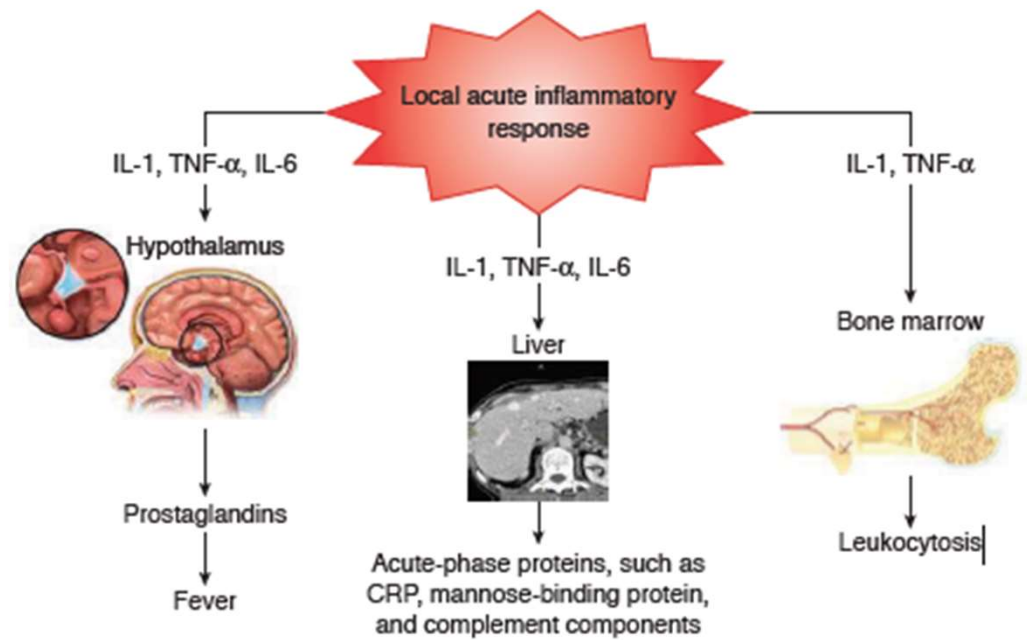 Local acute inflammatory
response
IL-1, TNF-α, IL-6
Hypothalamus
Prostaglandins
Fever
IL-1, TNF-α, IL-6
Liver
Acute-phase proteins, such as
CRP, mannose-binding protein,
and complement components
IL-1, TNF-α
Bone marrow
Leukocytosis